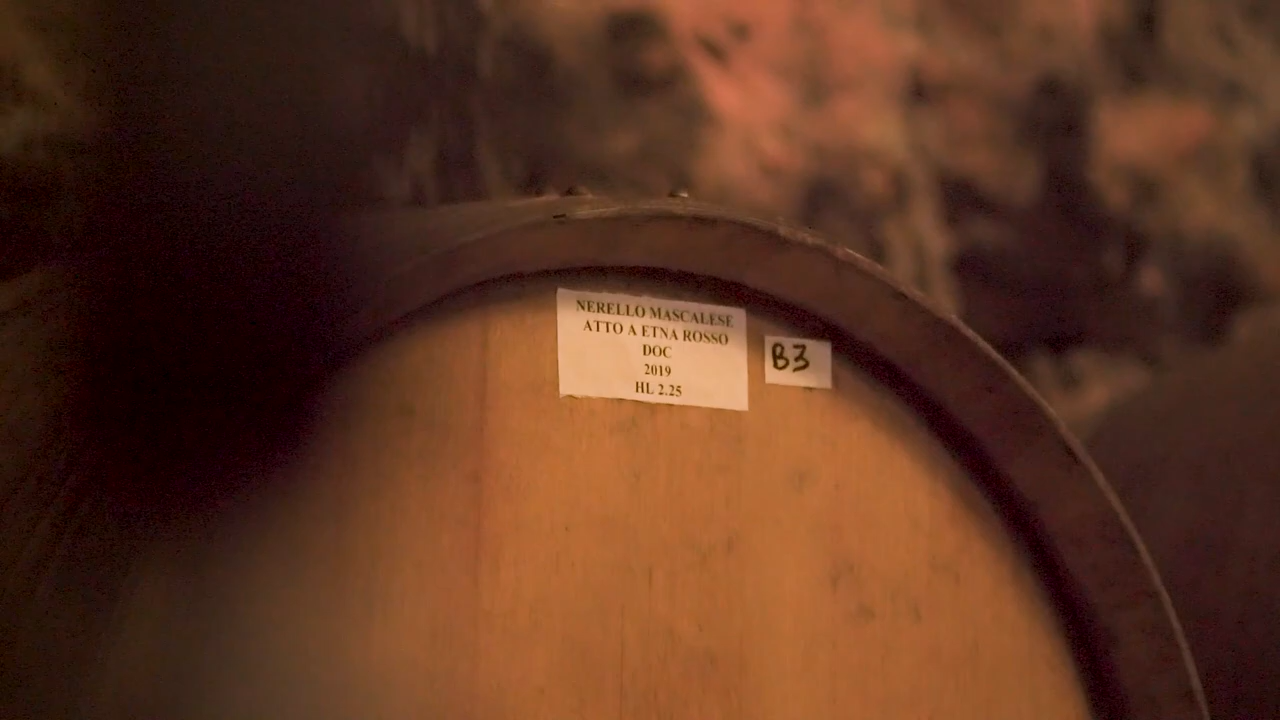 NERELLO MASCALESE
ATTO A ETNA ROSSO
DOC
2019
HL 2.25
B3